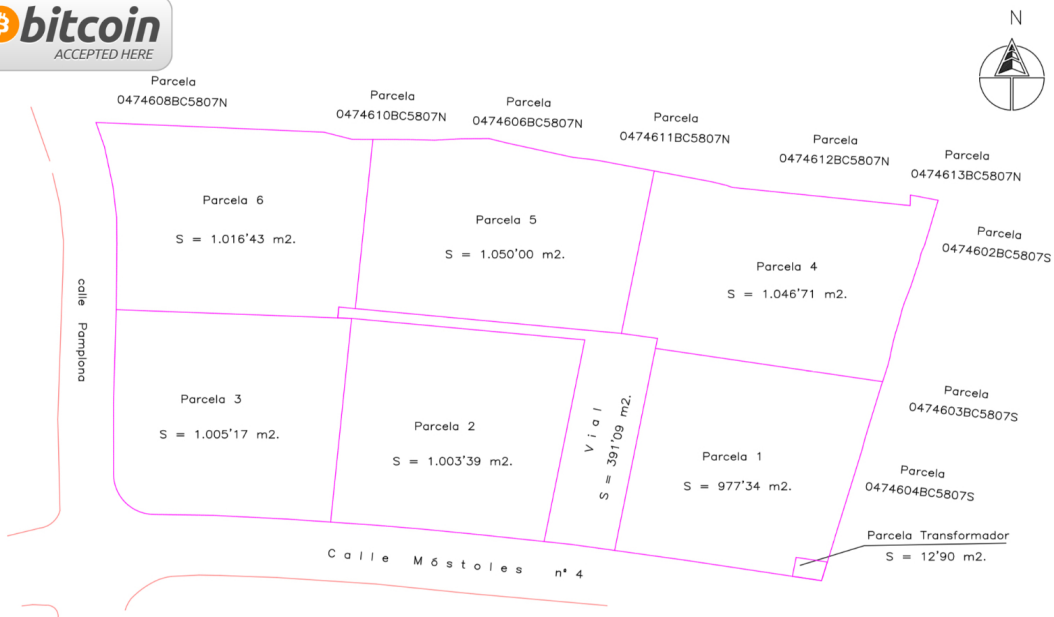 bitcoin
ACCEPTED HERE
N
Parcela
0474608BC5807N
Parcela
0474610BC5807N
Parcela
0474606BC5807N
Parcela
0474611BC5807N
Parcela
0474612BC5807N
Parcela
0474613BC5807N
Parcela
0474602BC5807S
Parcela 6
S = 1.016'43 m2.
Parcela 5
S = 1.050'00 m2.
Parcela 4
S = 1.046'71 m2.
calle Pamplona
Parcela 3
S = 1.005'17 m2.
Parcela 2
S = 1.003'39 m2.
Vial
S = 391'09 m2.
Parcela 1
S = 977'34 m2.
Parcela
0474603BC5807S
Parcela
0474604BC5807S
Parcela Transformador
S = 12'90 m2.
Calle Móstoles nº 4